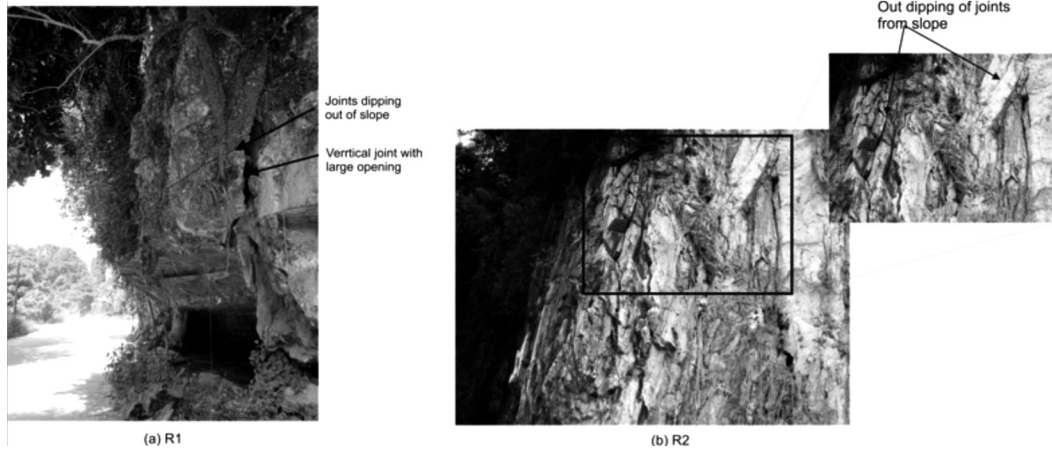 Joints dipping
out of slope
Verrtical joint with
large opening
(a) R1
Out dipping of joints
from slope
(b) R2